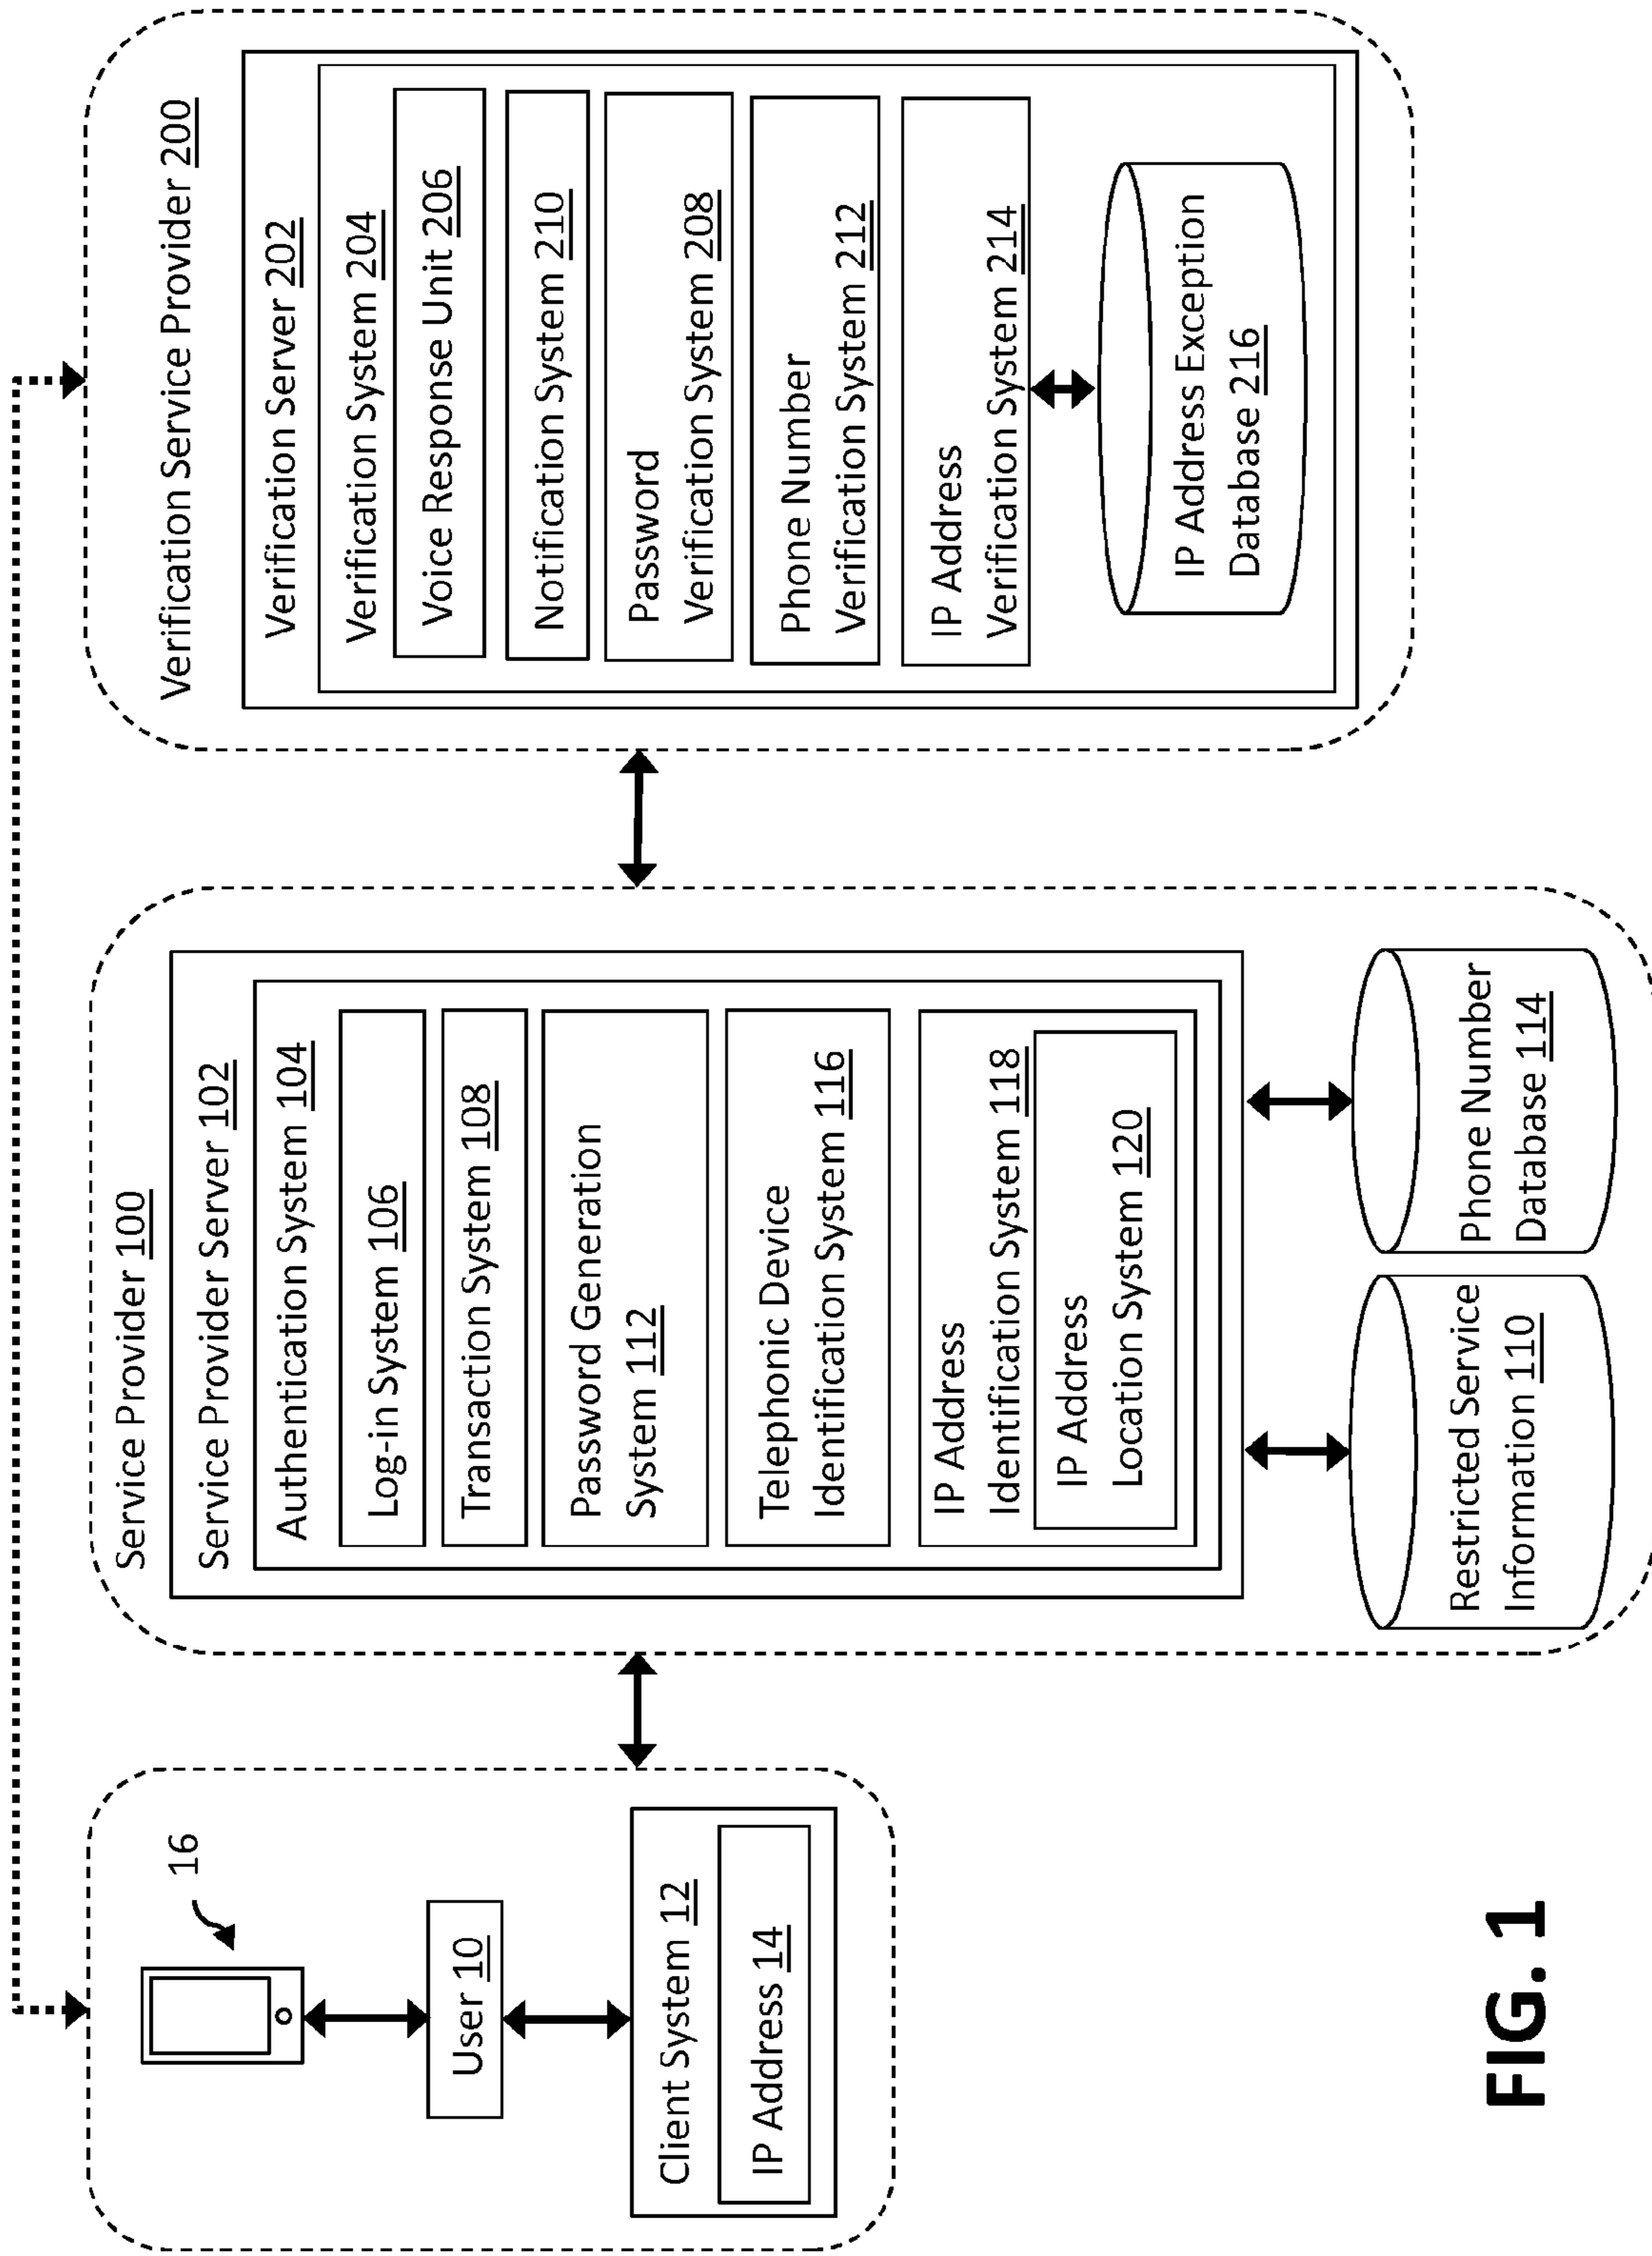 16
User 10
Client System 12
IP Address 14
Service Provider 100
Service Provider Server 102
Authentication System 104
Log-in System 106
Transaction System 108
Password Generation
System 112
Telephonic Device
Identification System 116
IP Address
Identification System 118
IP Address
Location System 120
Restricted Service
Information 110
Phone Number
Database 114
Verification Service Provider 200
Verification Server 202
Verification System 204
Voice Response Unit 206
Notification System 210
Password
Verification System 208
Phone Number
Verification System 212
IP Address
Verification System 214
IP Address Exception
Database 216
FIG. 1